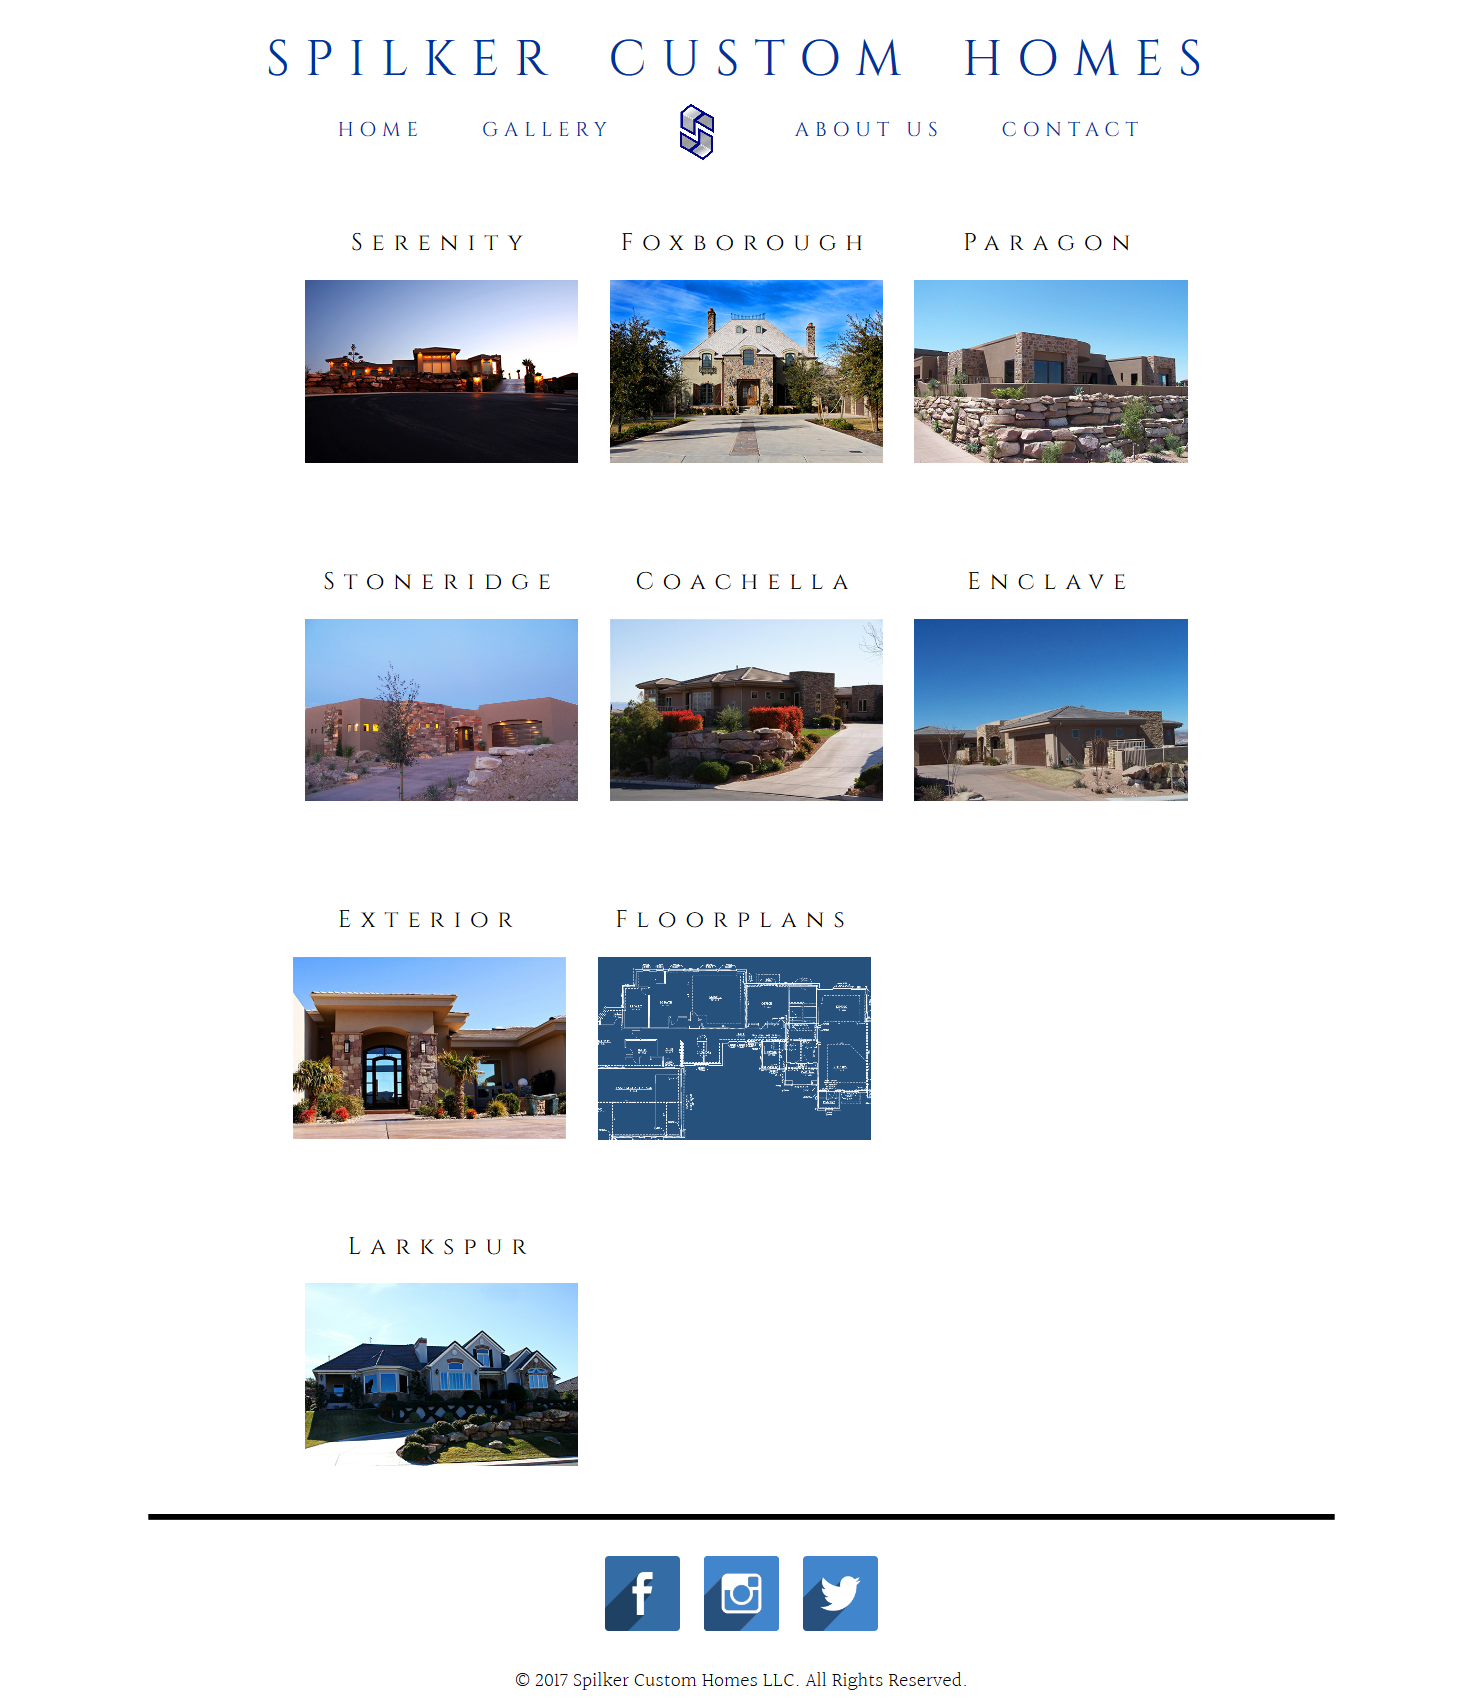 SPILKER CUSTOM HOMES
HOME GALLERY ABOUT US CONTACT
SERENITY FOXBOROUGH PARAGON
STONERIDGE COACHELLA ENCLAVE
EXTERIOR FLOORPLANS
LARKSPUR
© 2017 Spilker Custom Homes LLC. All Rights Reserved.